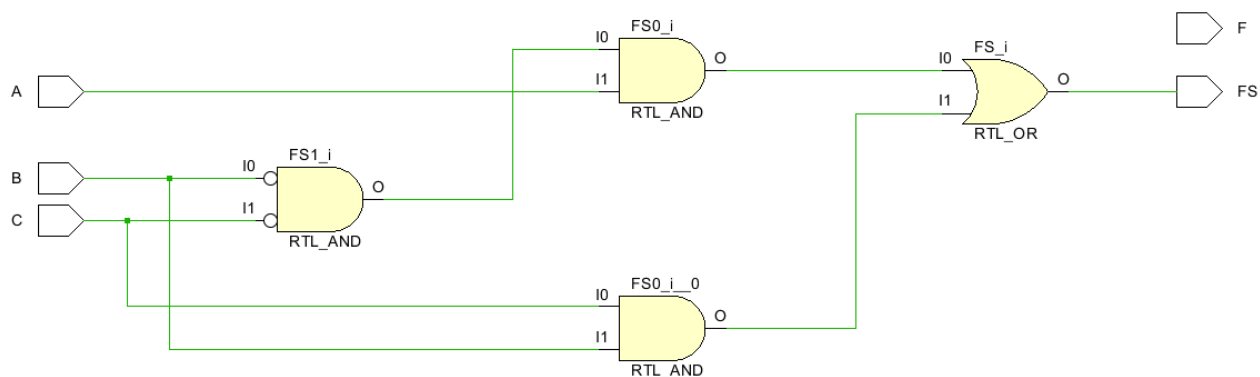 FS0_i
I0
I1
O
RTL_AND
A
FS1_i
B
I0
C
I1
O
RTL_AND
FS0_i__0
I0
I1
O
RTL_AND
FS_i
I0
I1
O
RTL_OR
F
FS